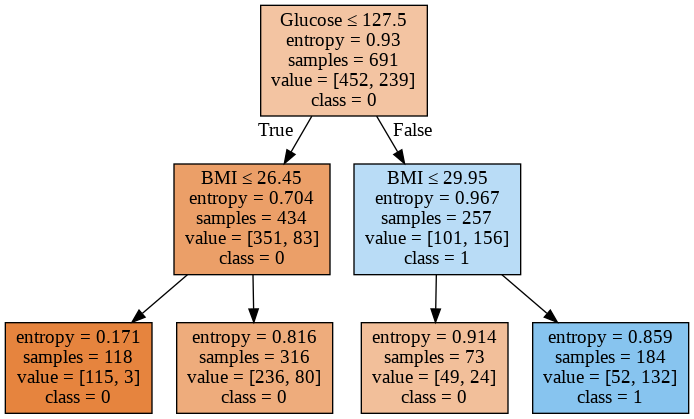 Glucose ≤ 127.5
entropy = 0.93
samples = 691
value = [452, 239]
class = 0
True
False
BMI ≤ 26.45
entropy = 0.704
samples = 434
value = [351, 83]
class = 0
BMI ≤ 29.95
entropy = 0.967
samples = 257
value = [101, 156]
class = 1
entropy = 0.171
samples = 118
value = [115, 3]
class = 0
entropy = 0.816
samples = 316
value = [236, 80]
class = 0
entropy = 0.914
samples = 73
value = [49, 24]
class = 0
entropy = 0.859
samples = 184
value = [52, 132]
class = 1